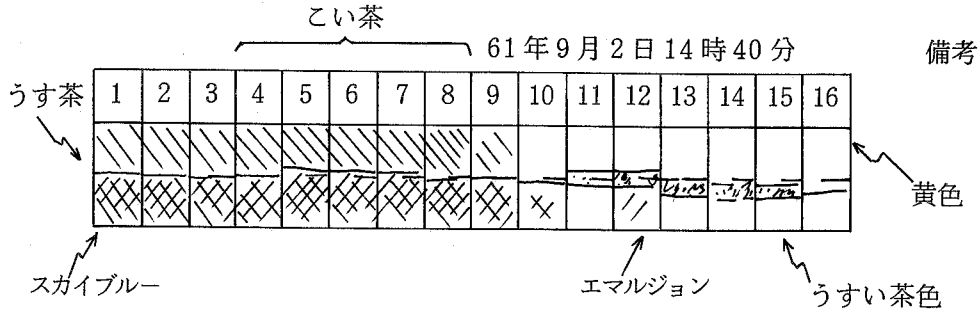 こい茶
61年9月2日14時40分
備考
うす茶
1 2 3 4 5 6 7 8 9 10 11 12 13 14 15 16
黄色
スカイブルー
エマルジョン
うすい茶色